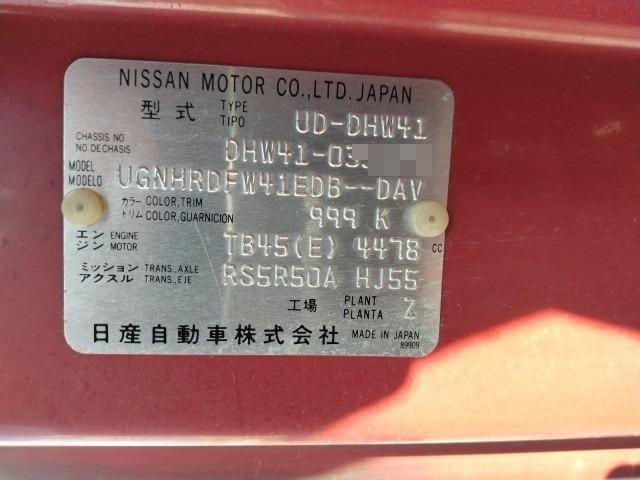 NISSAN MOTOR CO.,LTD. JAPAN
型式 TYPE TIPO UD-DHW41
CHASSIS NO. NO DE CHASIS DHW41-03
MODEL MODELO UGNHRDFW41EDB--DAV
カラー COLOR,TRIM
トリム COLOR,GUARNICION 999 K
エンジン ENGINE MOTOR TB45(E) 4478 CC
ミッション TRANS.,AXLE
アクスル TRANS.,EJE RS5R50A HJ55
工場 PLANT PLANTA Z
日産自動車株式会社 MADE IN JAPAN
89909